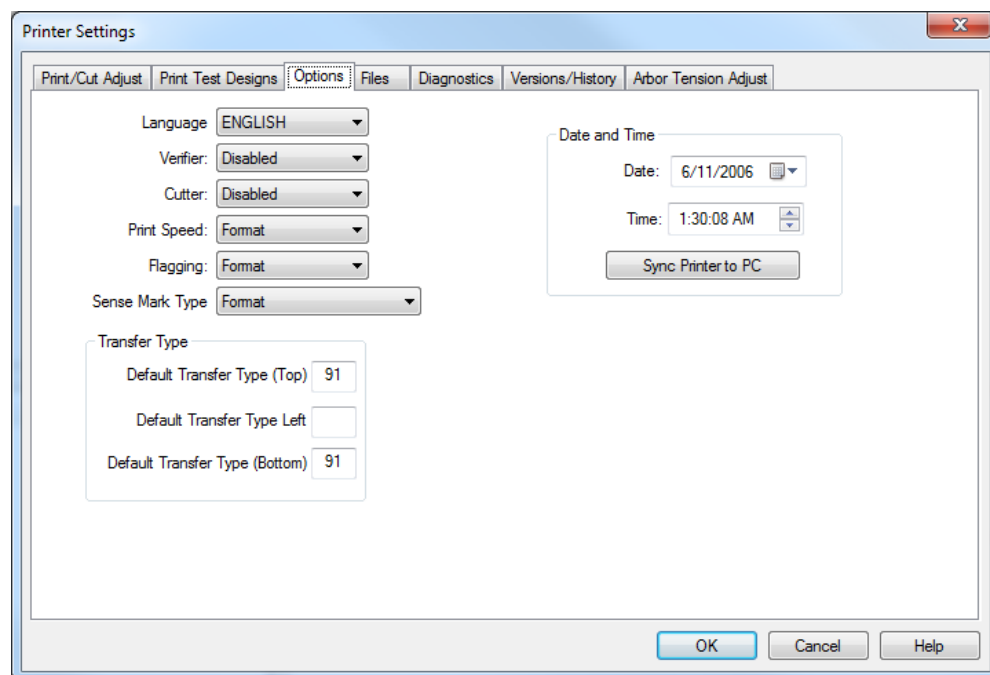 Printer Settings
Print/Cut Adjust Print Test Designs Options Files Diagnostics Versions/History Arbor Tension Adjust
Language ENGLISH
Verifier: Disabled
Cutter: Disabled
Print Speed: Format
Flagging: Format
Sense Mark Type Format
Transfer Type
Default Transfer Type (Top) 91
Default Transfer Type Left
Default Transfer Type (Bottom) 91
Date and Time
Date: 6/11/2006
Time: 1:30:08 AM
Sync Printer to PC
OK Cancel Help